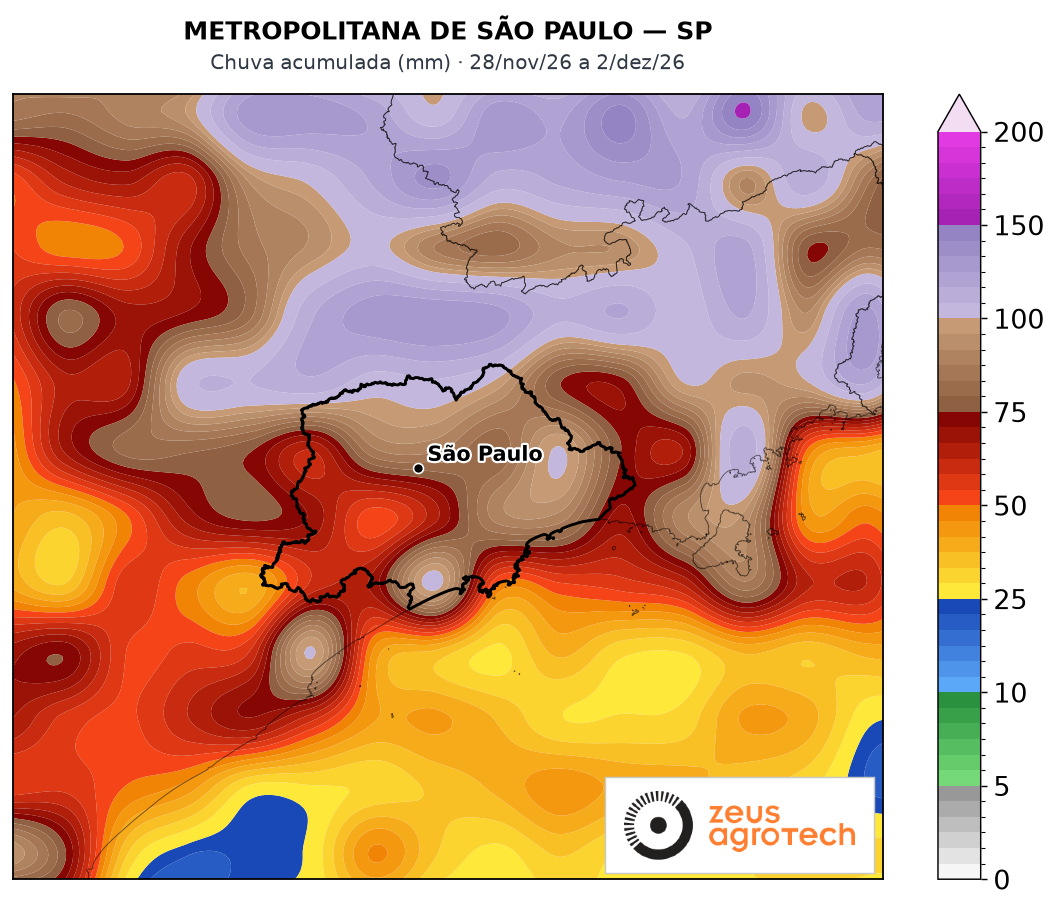 METROPOLITANA DE SÃO PAULO — SP
Chuva acumulada (mm) · 28/nov/26 a 2/dez/26
200
150
100
75
São Paulo
50
25
10
5
0
zeus
agrotech